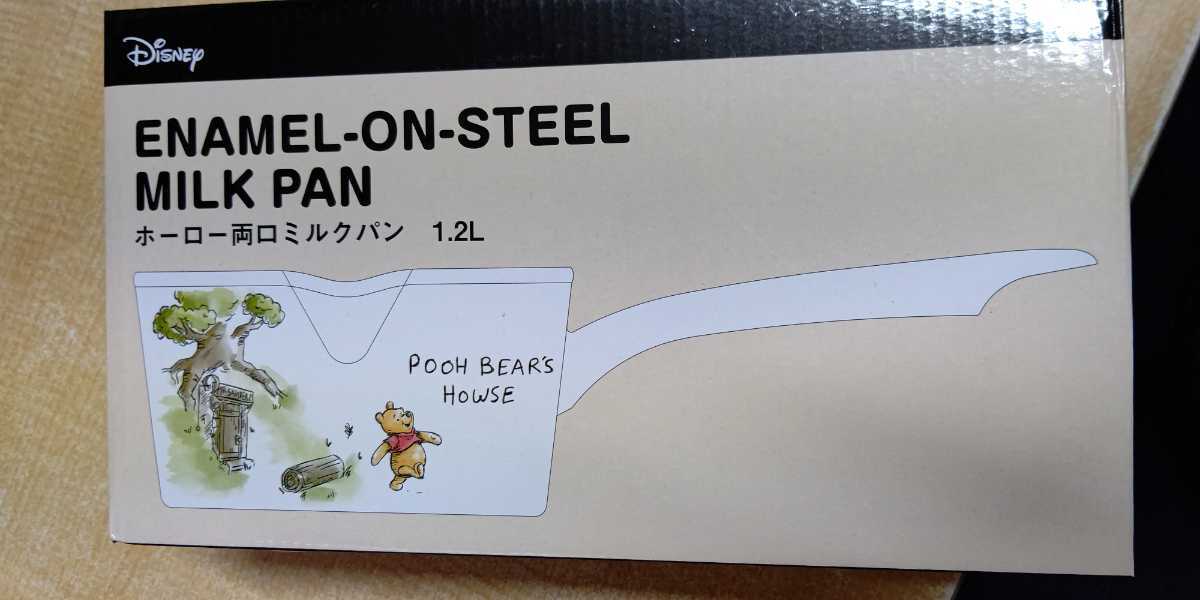 Disney
ENAMEL-ON-STEEL
MILK PAN
ホーロー両口ミルクパン 1.2L
POOH BEAR'S
HOWSE